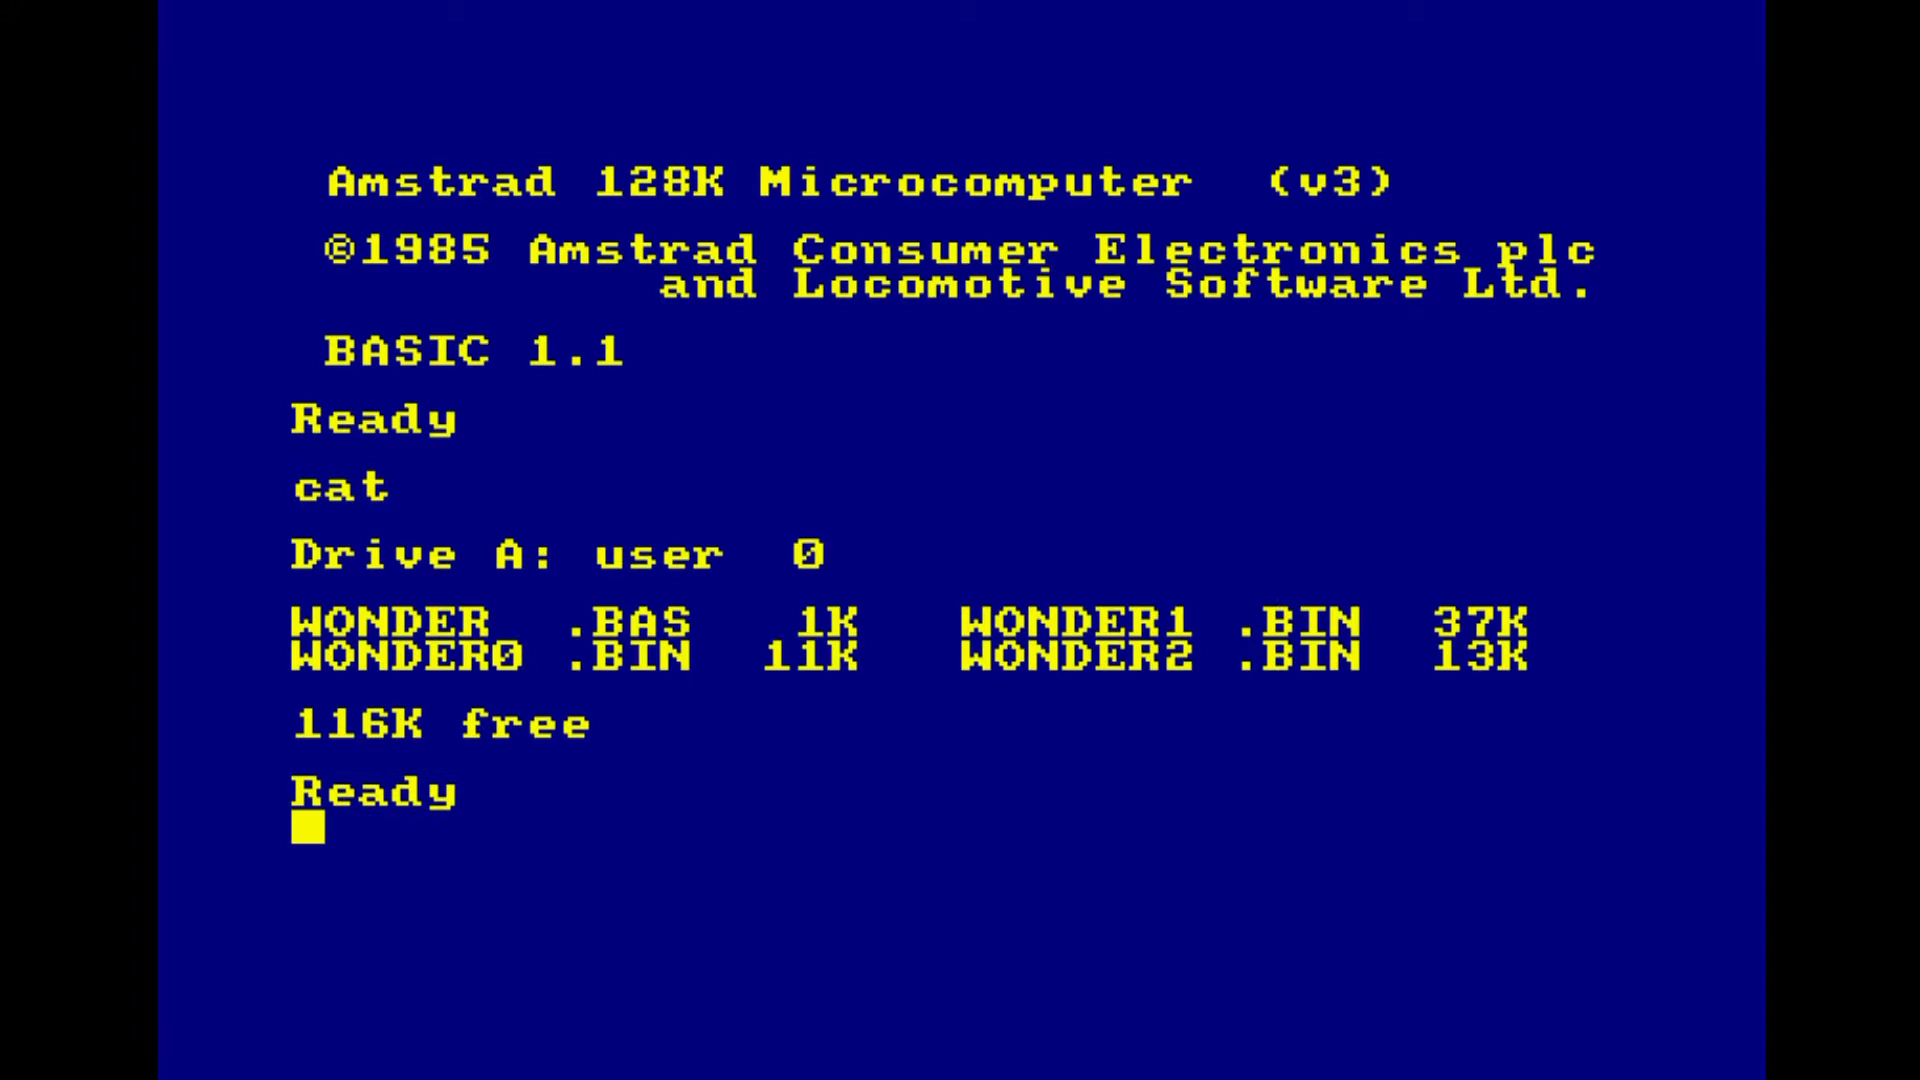 Amstrad 128K Microcomputer  (v3)
©1985 Amstrad Consumer Electronics plc
and Locomotive Software Ltd.
BASIC 1.1
Ready
cat
Drive A: user  0
WONDER  .BAS   1K   WONDER1 .BIN  37K
WONDER0 .BIN  11K   WONDER2 .BIN  13K
116K free
Ready